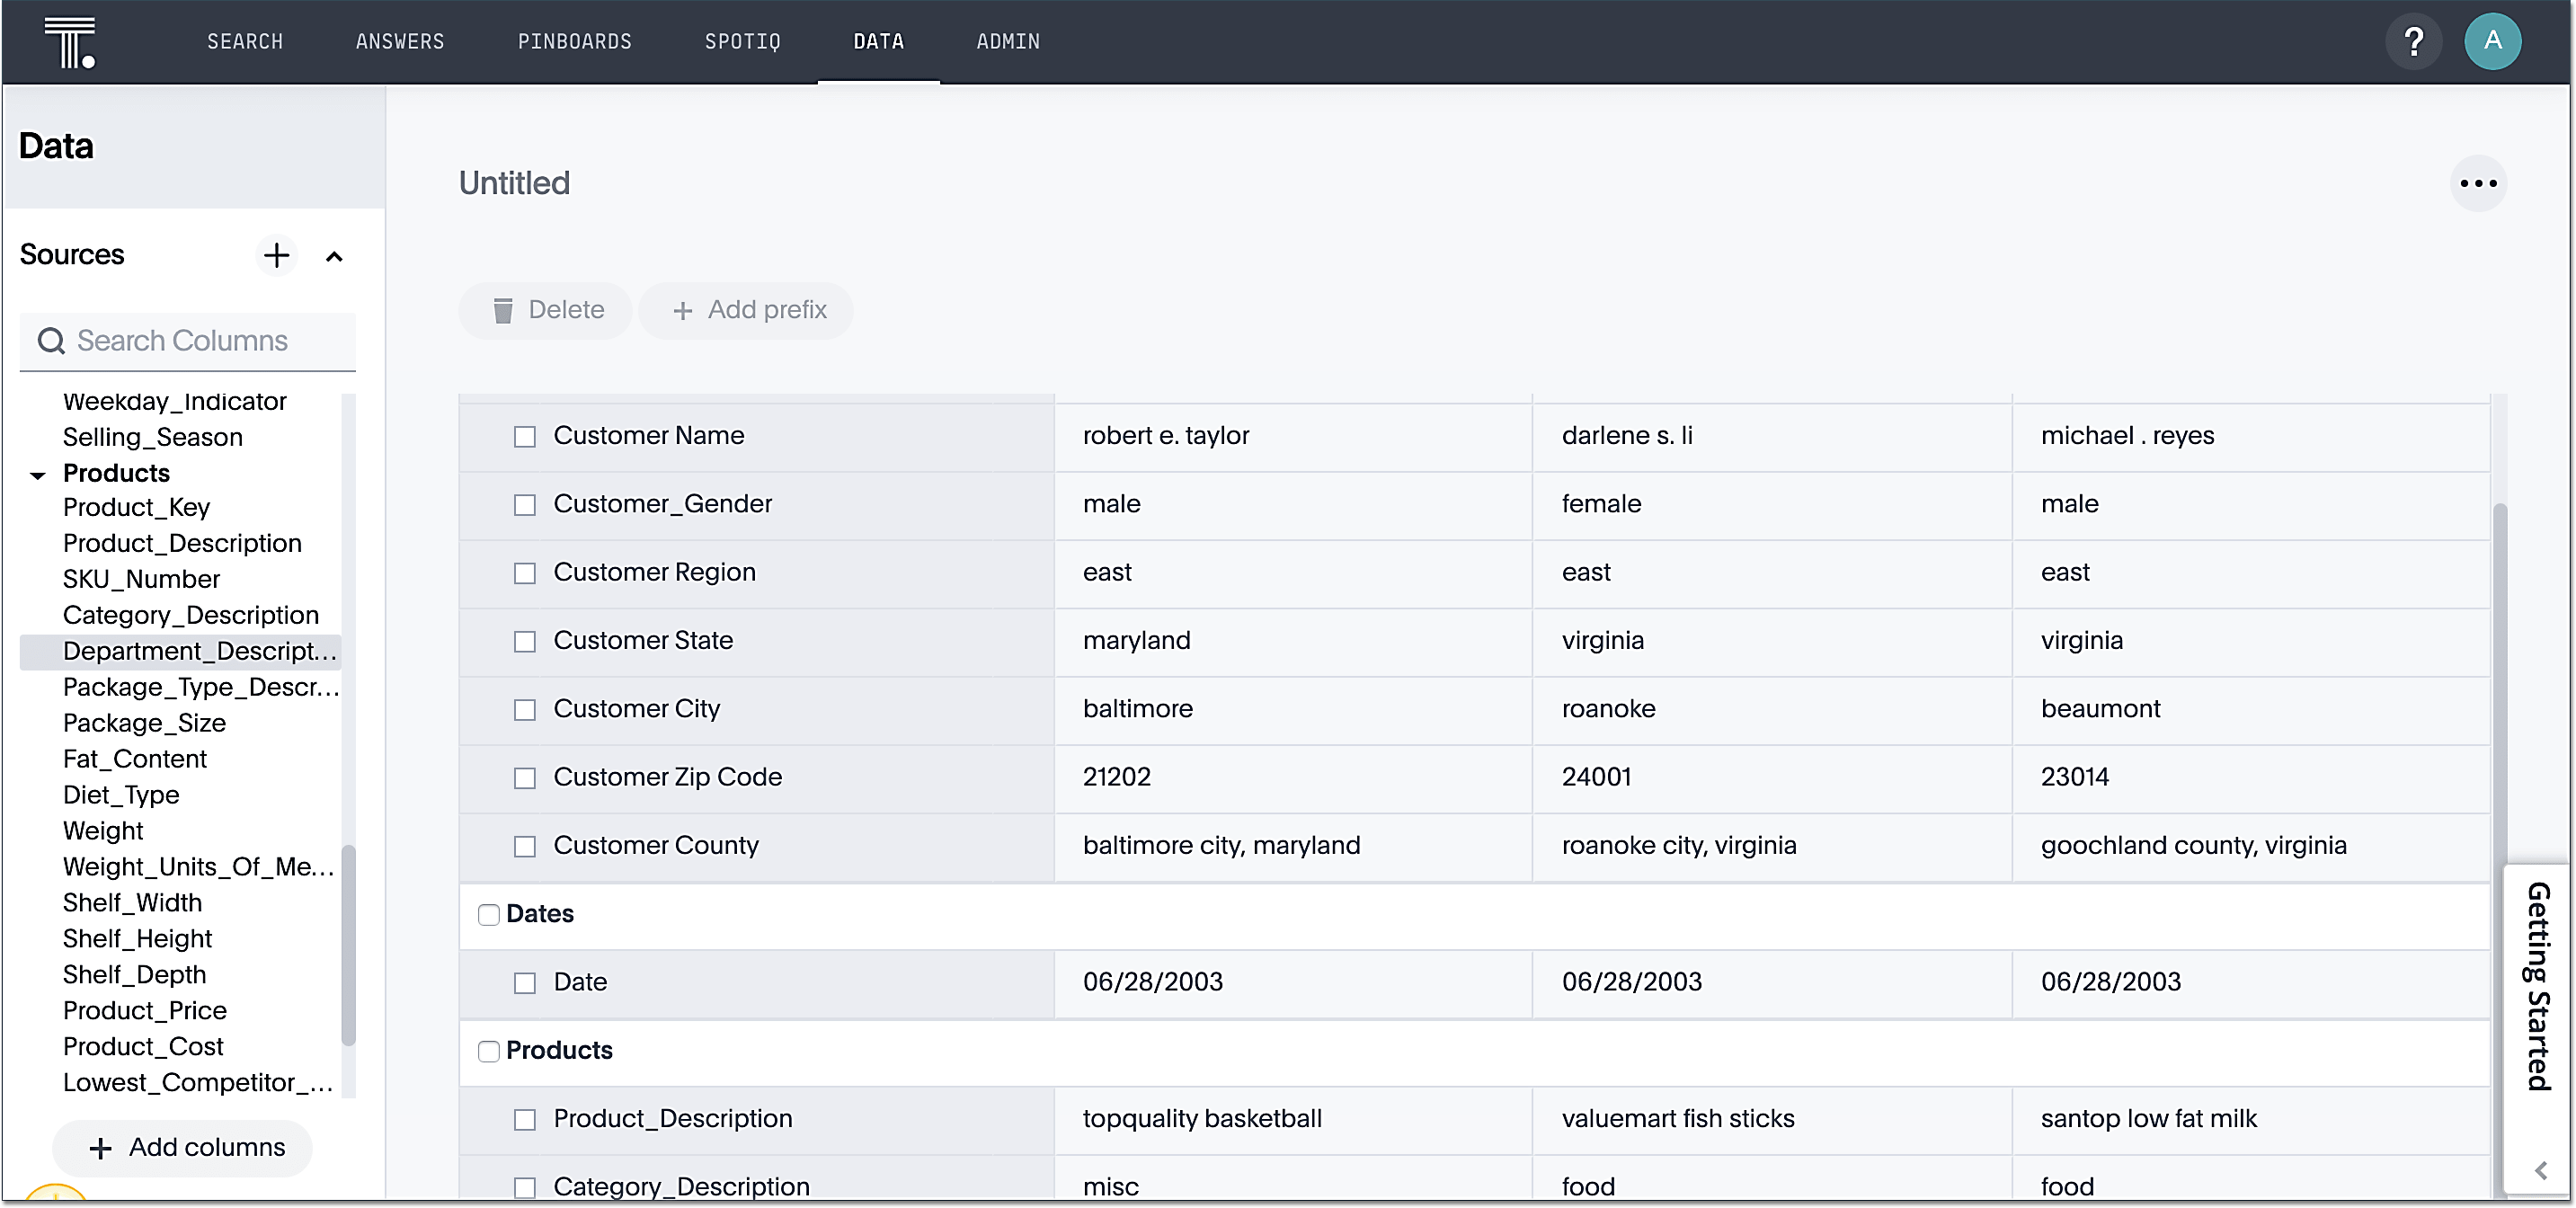 T.
SEARCH ANSWERS PINBOARDS SPOTIQ DATA ADMIN ? A
Data
Sources
Search Columns
Weekday_Indicator
Selling_Season
Products
Product_Key
Product_Description
SKU_Number
Category_Description
Department_Descript...
Package_Type_Descr...
Package_Size
Fat_Content
Diet_Type
Weight
Weight_Units_Of_Me...
Shelf_Width
Shelf_Height
Shelf_Depth
Product_Price
Product_Cost
Lowest_Competitor_...
+ Add columns
Untitled
Delete + Add prefix
Customer Name robert e. taylor darlene s. li michael . reyes
Customer_Gender male female male
Customer Region east east east
Customer State maryland virginia virginia
Customer City baltimore roanoke beaumont
Customer Zip Code 21202 24001 23014
Customer County baltimore city, maryland roanoke city, virginia goochland county, virginia
Dates
Date 06/28/2003 06/28/2003 06/28/2003
Products
Product_Description topquality basketball valuemart fish sticks santop low fat milk
Category_Description misc food food
Getting Started